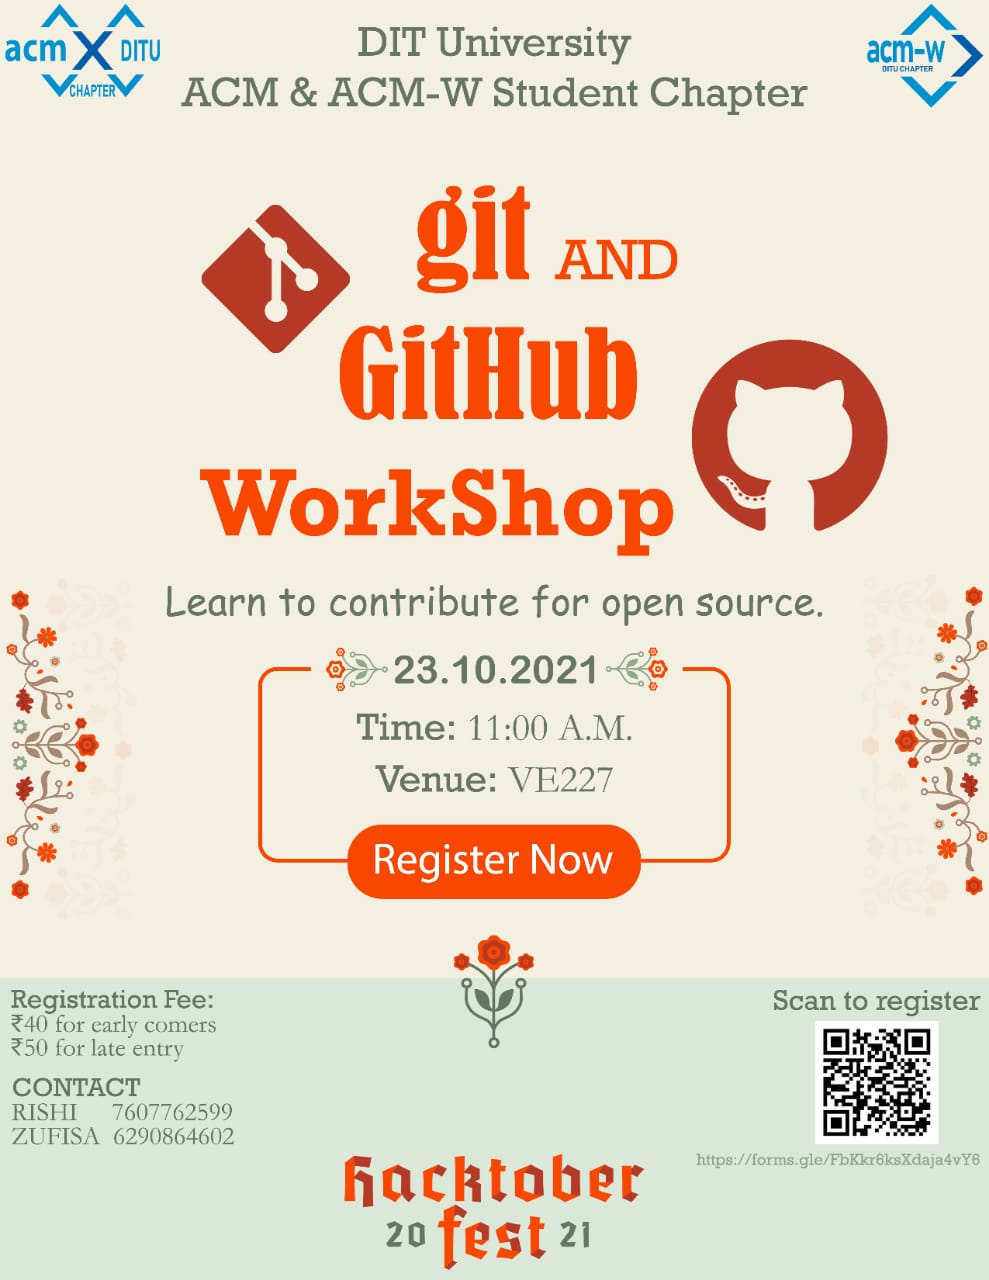 acm X DITU
CHAPTER
DIT University
ACM & ACM-W Student Chapter
acm-w
DITU CHAPTER
git AND
GitHub
WorkShop
Learn to contribute for open source.
23.10.2021
Time: 11:00 A.M.
Venue: VE227
Register Now
Registration Fee:
₹40 for early comers
₹50 for late entry
CONTACT
RISHI 7607762599
ZUFISA 6290864602
Scan to register
https://forms.gle/FbKkr6ksXdaja4vY6
hacktober
20 fest 21